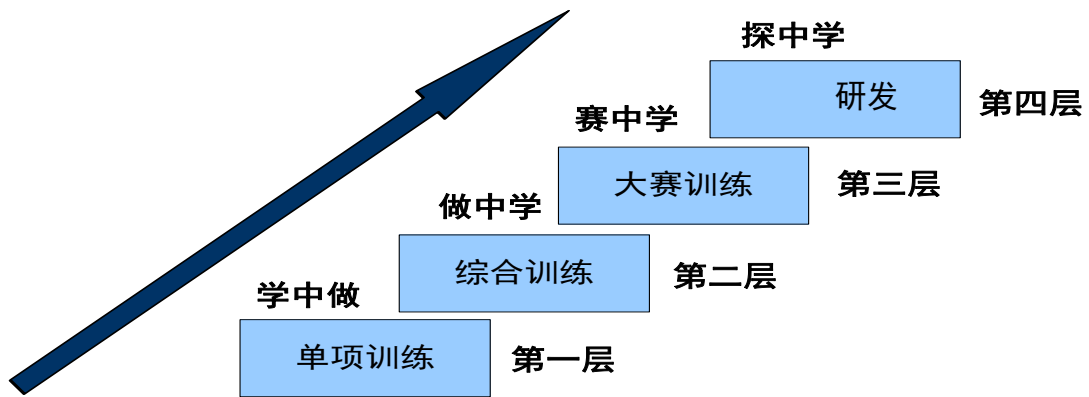 探中学
研发
第四层
赛中学
大赛训练
第三层
做中学
综合训练
第二层
学中做
单项训练
第一层